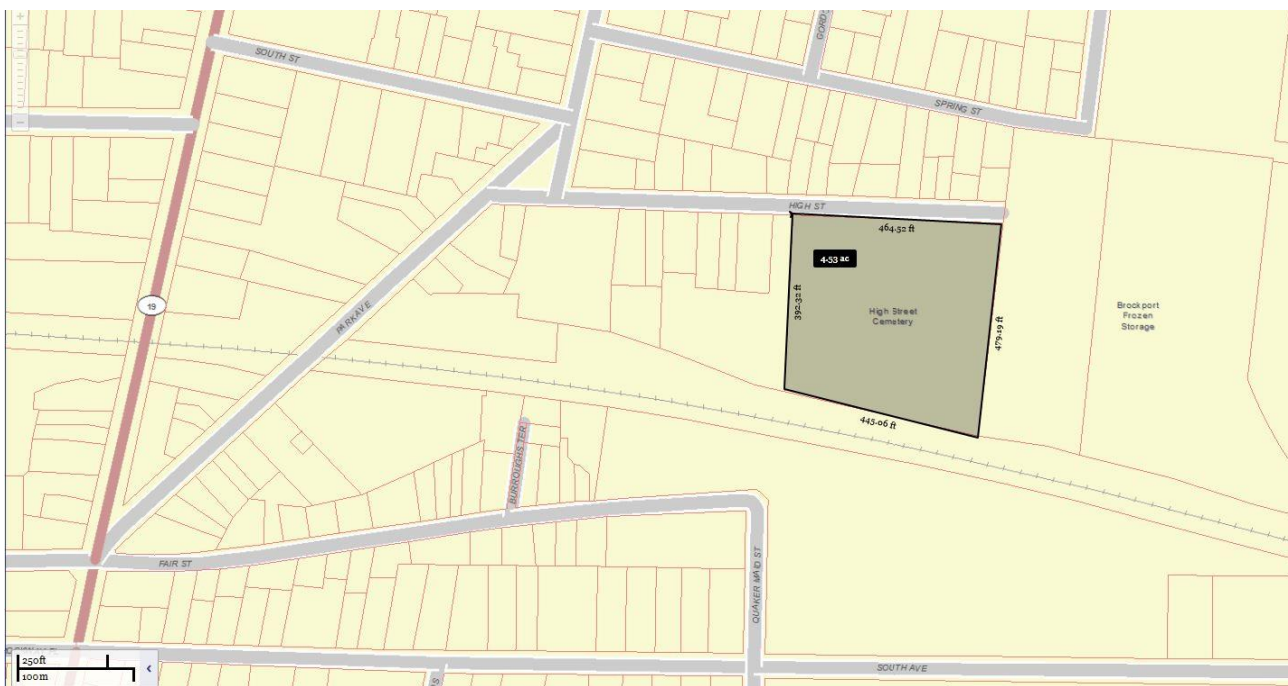 SOUTH ST
SPRING ST
HIGH ST
464.52 ft
4.53 ac
392.32 ft
High Street
Cemetery
479.19 ft
445.06 ft
Brockport
Frozen
Storage
19
PARK AVE
BURROUGHS TER
FAIR ST
QUAKER MAID ST
SOUTH AVE
250ft
100m